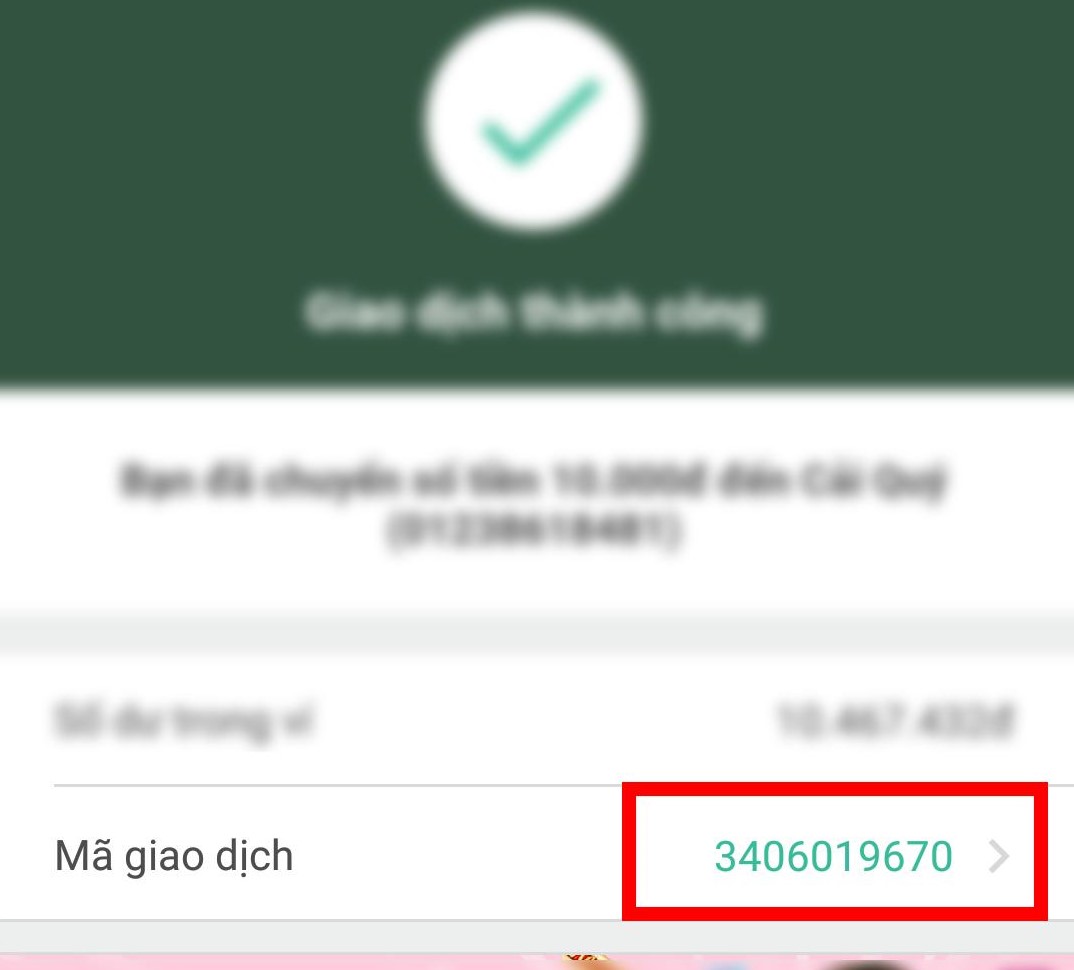 Giao dịch thành công
Bạn đã chuyển số tiền 10.000đ đến Cái Quý
(01238618481)
Số dư trong ví 10.467.432đ
Mã giao dịch 3406019670